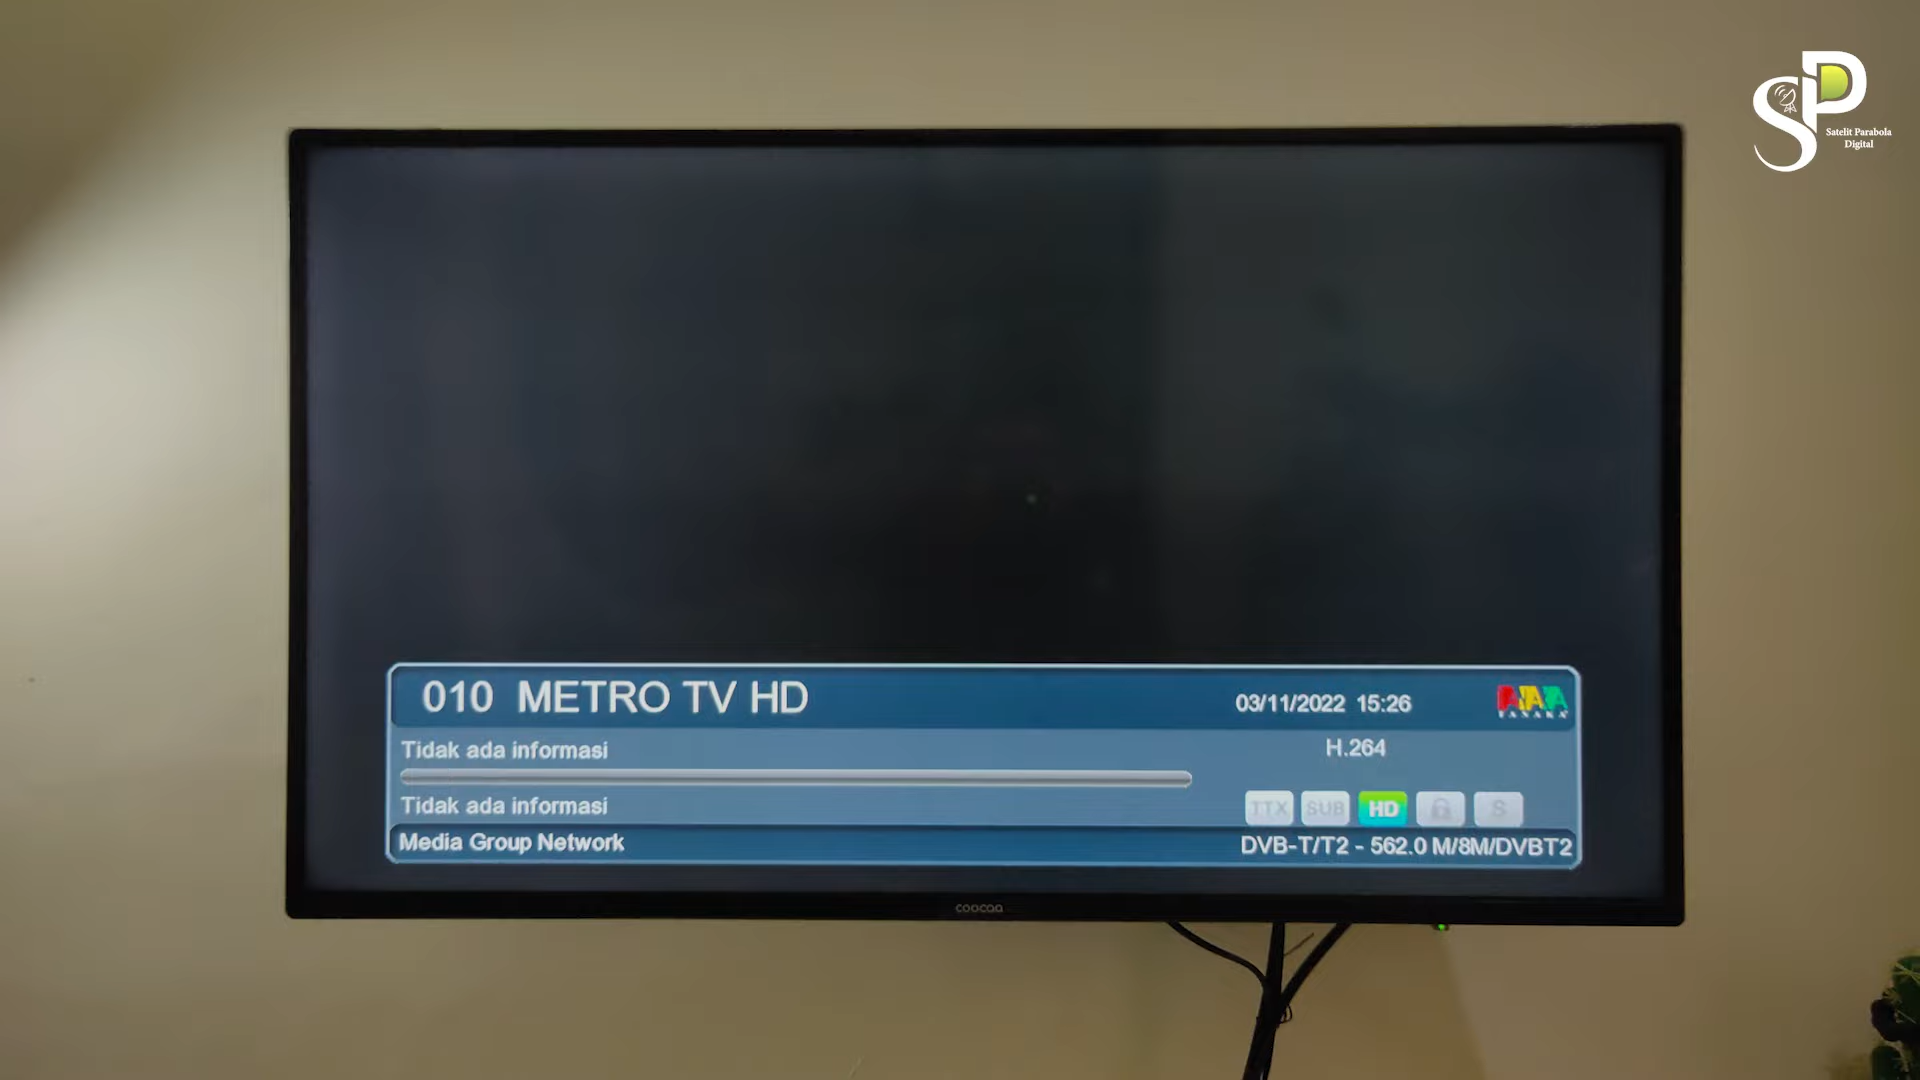 Satelit Parabola
Digital
010 METRO TV HD
03/11/2022 15:26
TANAKA
Tidak ada informasi
H.264
Tidak ada informasi
TTX SUB HD S
Media Group Network
DVB-T/T2 - 562.0 M/8M/DVBT2
coocaa